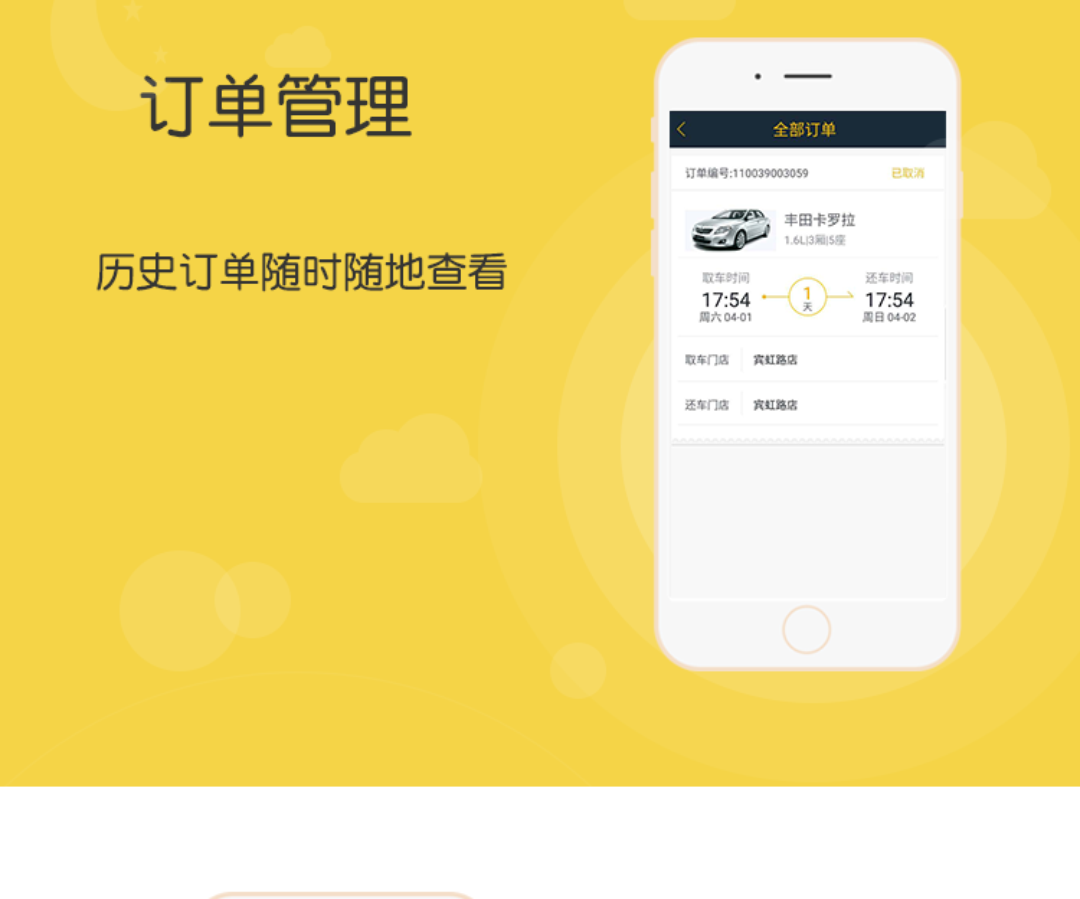 订单管理
历史订单随时随地查看
全部订单
订单编号:110039003059 已取消
丰田卡罗拉
1.6L|3厢|5座
取车时间 还车时间
17:54 1 17:54
周六 04-01 天 周日 04-02
取车门店 宾虹路店
还车门店 宾虹路店